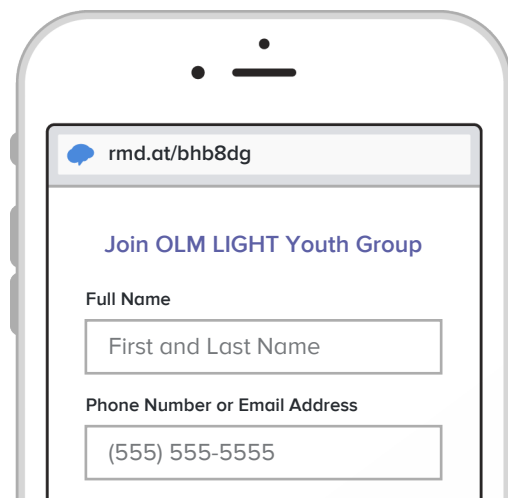 rmd.at/bhb8dg
Join OLM LIGHT Youth Group
Full Name
First and Last Name
Phone Number or Email Address
(555) 555-5555